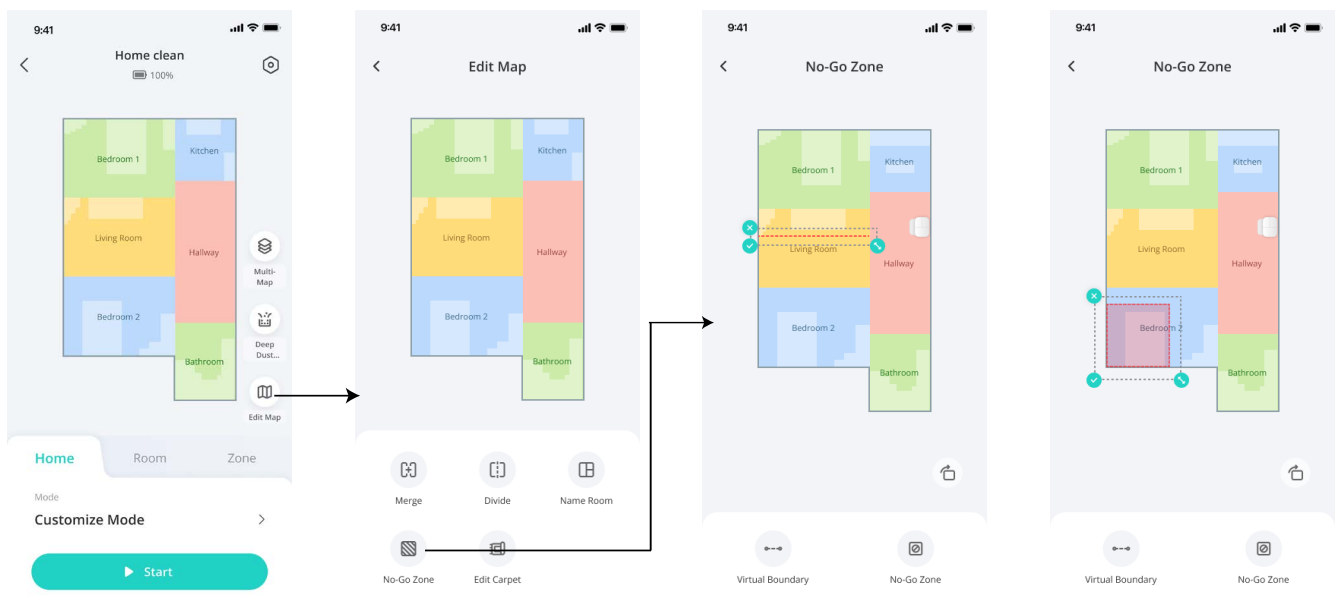 9:41
Home clean
100%
Bedroom 1
Kitchen
Living Room
Hallway
Multi-
Map
Bedroom 2
Deep
Dust...
Bathroom
Edit Map
Home Room Zone
Mode
Customize Mode
Start
9:41
Edit Map
Bedroom 1
Kitchen
Living Room
Hallway
Bedroom 2
Bathroom
Merge Divide Name Room
No-Go Zone Edit Carpet
9:41
No-Go Zone
Kitchen
Bedroom 1
Living Room
Hallway
Bedroom 2
Bathroom
Virtual Boundary No-Go Zone
9:41
No-Go Zone
Kitchen
Bedroom 1
Living Room
Hallway
Bedroom 2
Bathroom
Virtual Boundary No-Go Zone